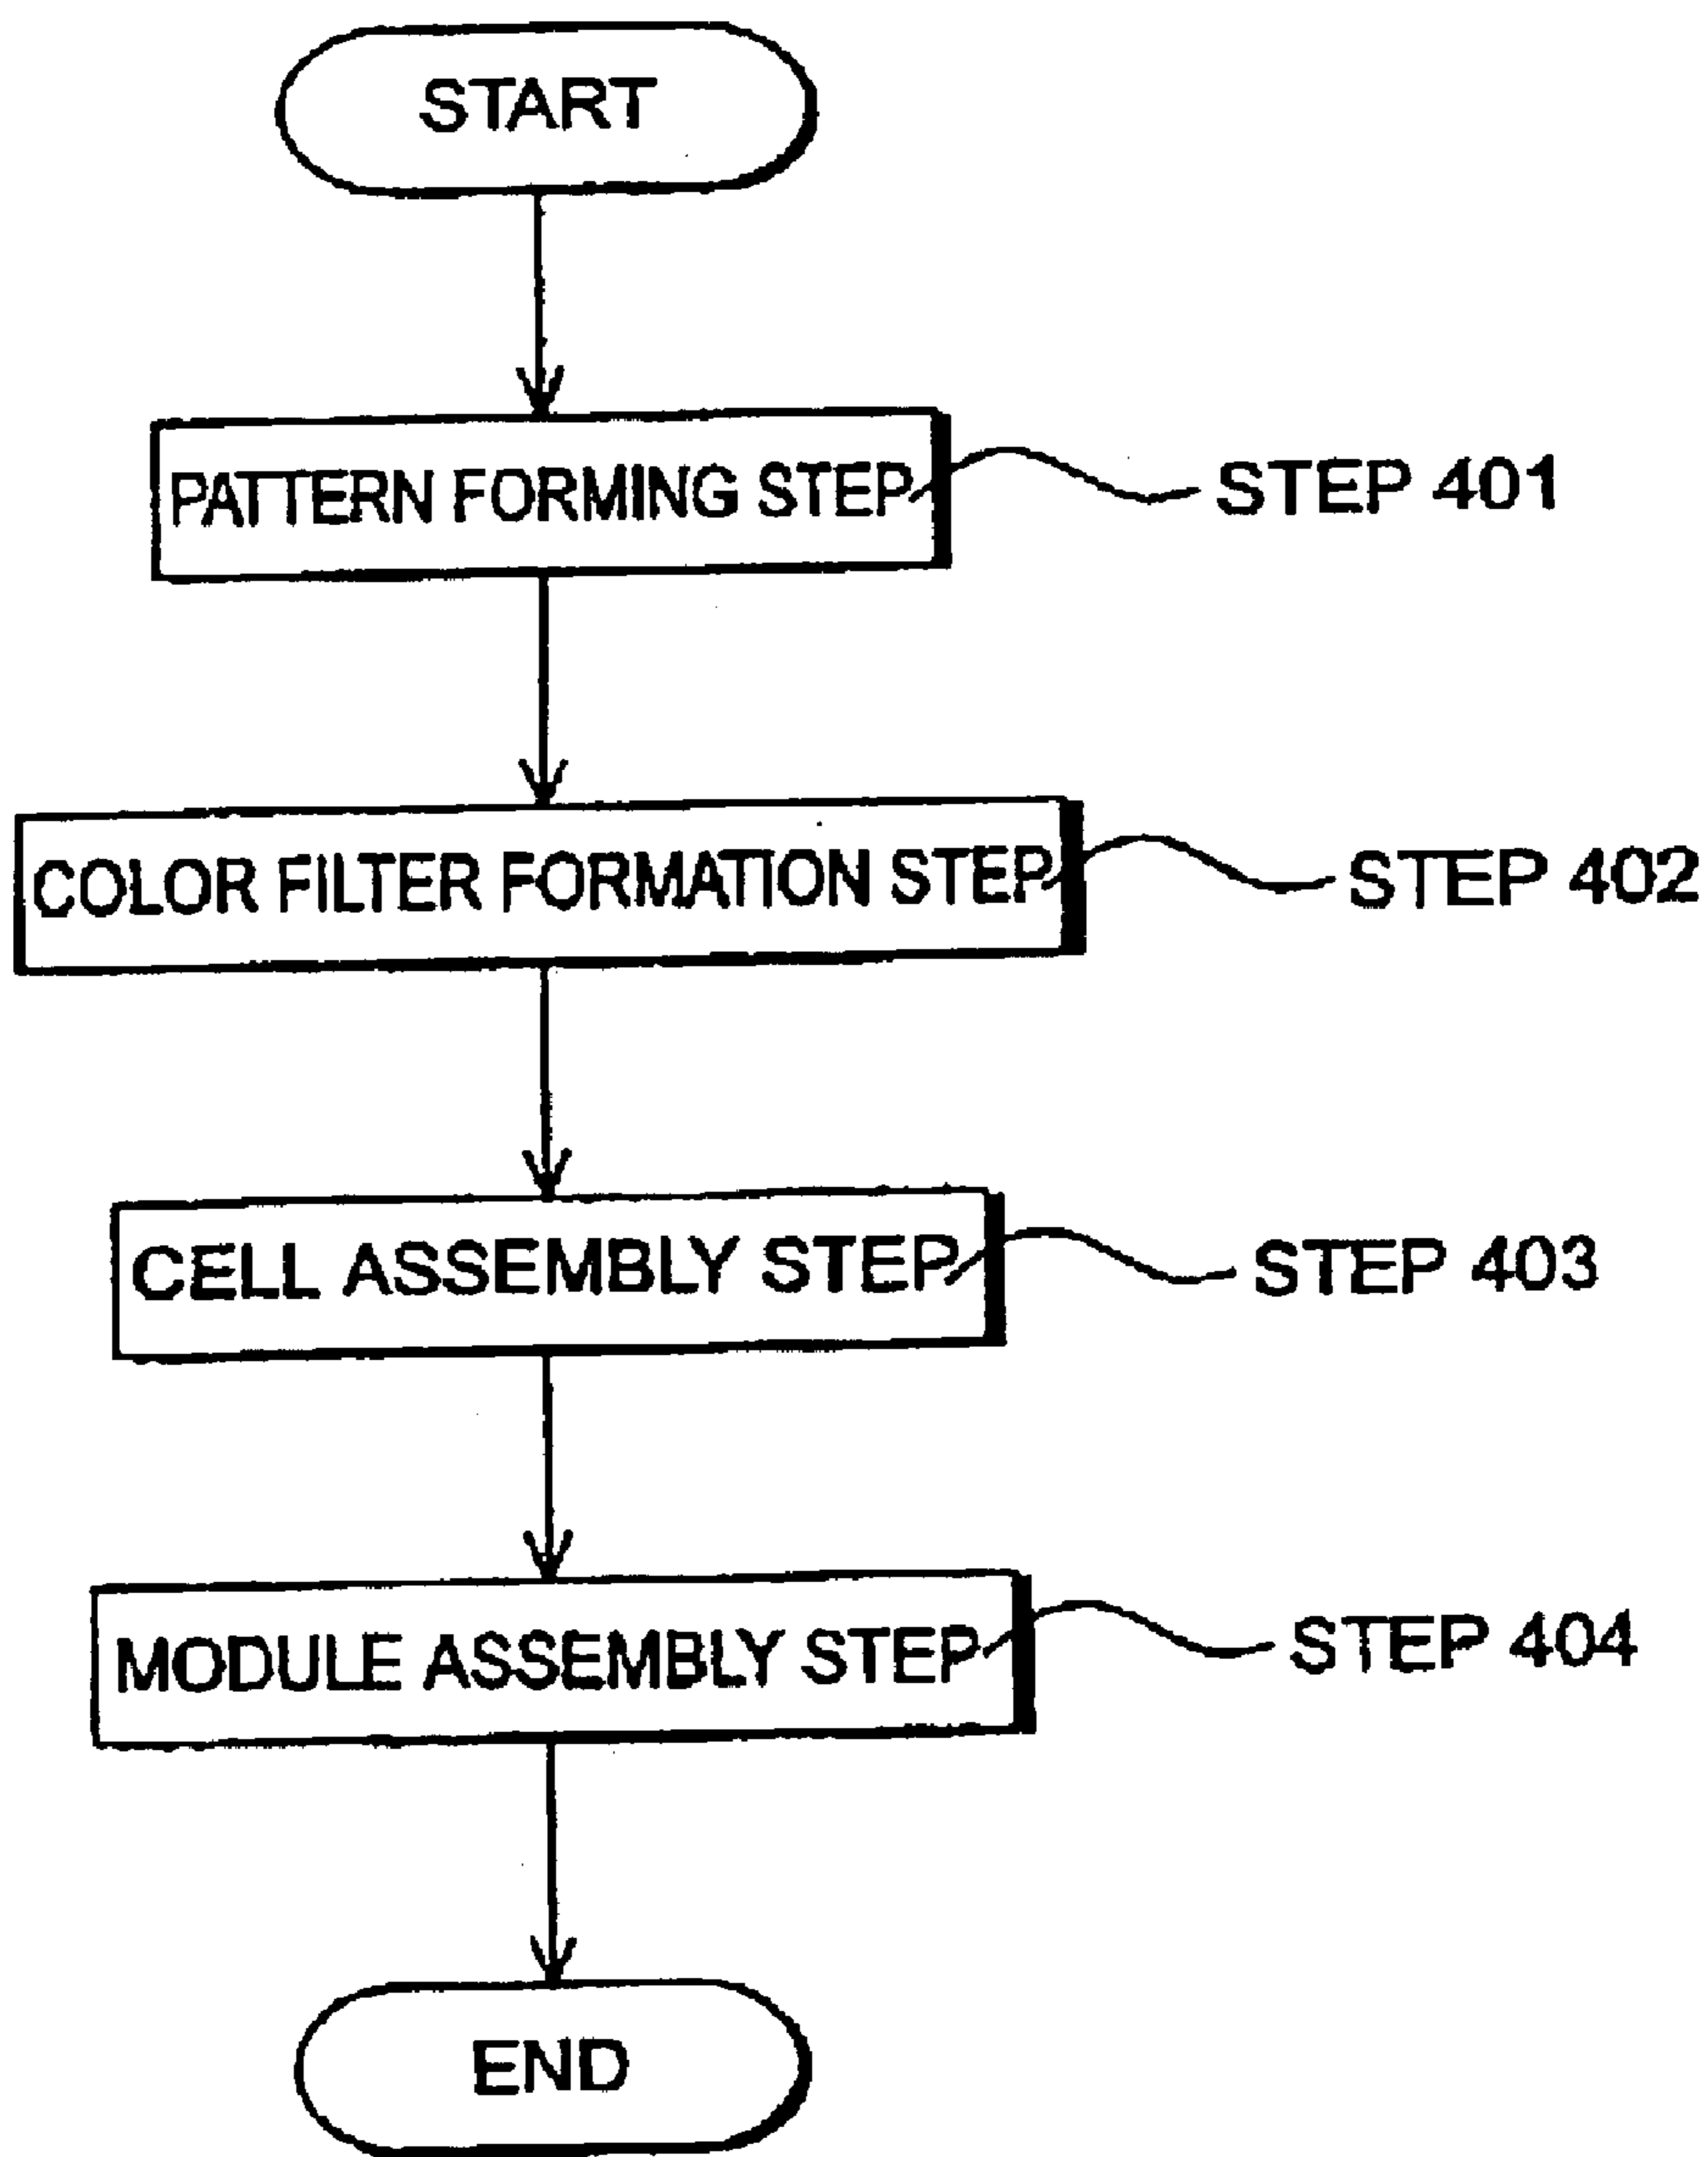 START
PATTERN FORMING STEP
STEP 401
COLOR FILTER FORMATION STEP
STEP 402
CELL ASSEMBLY STEP
STEP 403
MODULE ASSEMBLY STEP
STEP 404
END